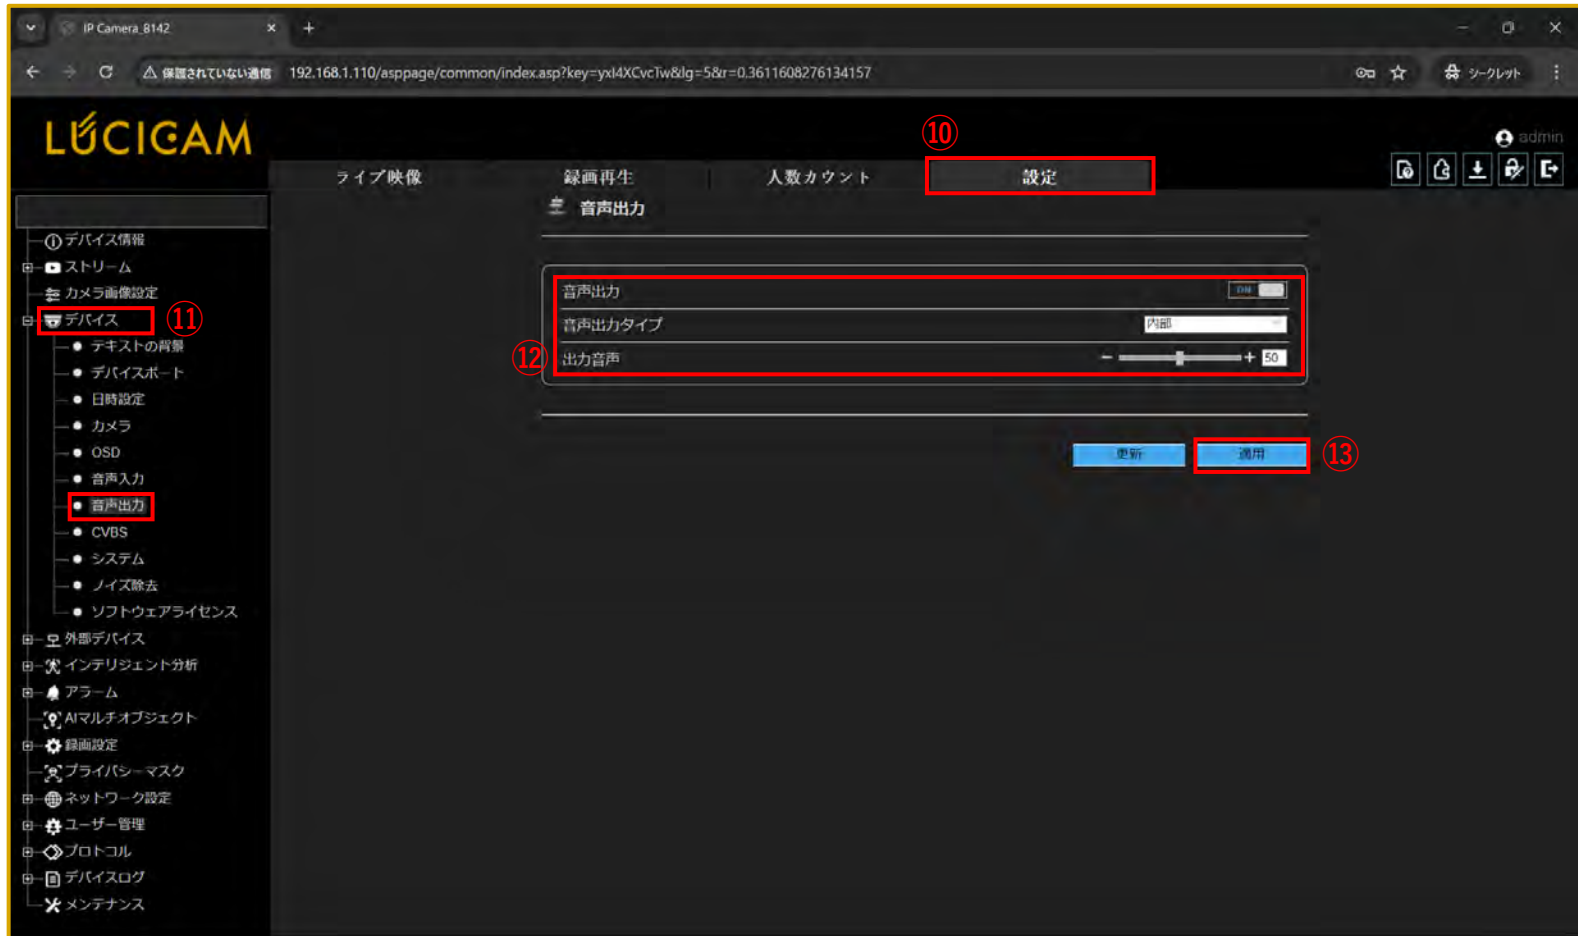 IP Camera_8142
保護されていない通信 192.168.1.110/asppage/common/index.asp?key=yxI4XCvcTw&lg=5&r=0.3611608276134157 シークレット
LÚCICAM
⑩
admin
ライブ映像 録画再生 人数カウント 設定
音声出力
デバイス情報
ストリーム
カメラ画像設定
デバイス ⑪
テキストの背景
デバイスポート
日時設定
カメラ
OSD
音声入力
音声出力
CVBS
システム
ノイズ除去
ソフトウェアライセンス
外部デバイス
インテリジェント分析
アラーム
AIマルチオブジェクト
録画設定
プライバシーマスク
ネットワーク設定
ユーザー管理
プロトコル
デバイスログ
メンテナンス
音声出力 ON
音声出力タイプ 内部
⑫ 出力音声 − + 50
更新 適用 ⑬